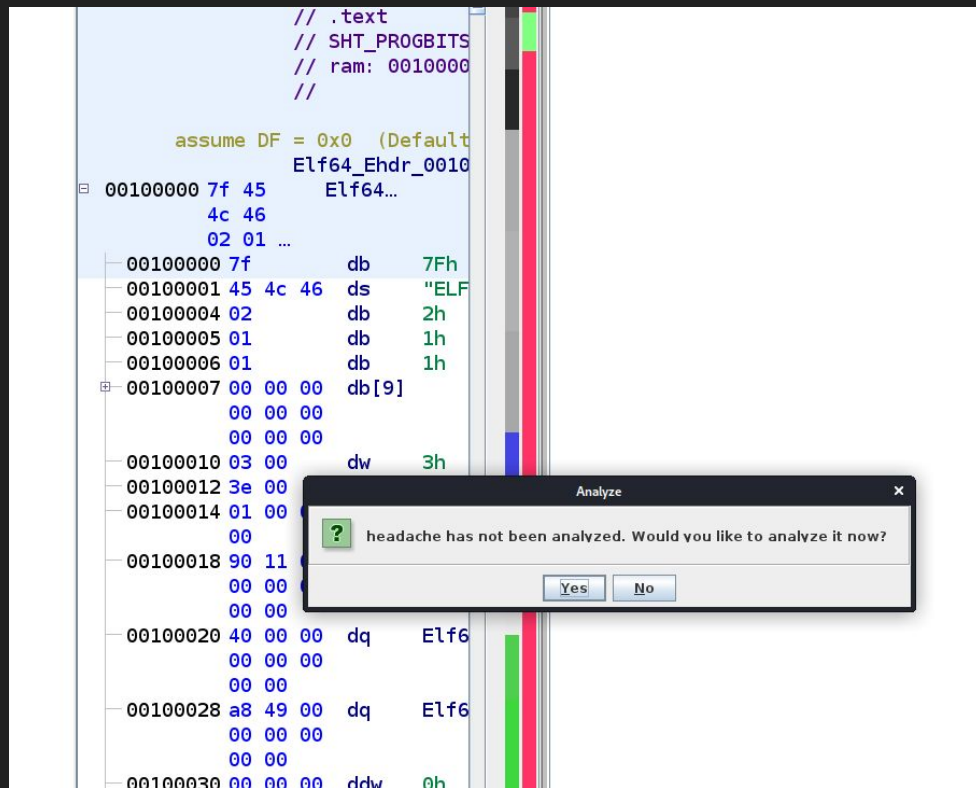 // .text
// SHT_PROGBITS
// ram: 0010000
//
assume DF = 0x0 (Default
Elf64_Ehdr_0010
00100000 7f 45 Elf64...
4c 46
02 01 ...
00100000 7f db 7Fh
00100001 45 4c 46 ds "ELF
00100004 02 db 2h
00100005 01 db 1h
00100006 01 db 1h
00100007 00 00 00 db[9]
00 00 00
00 00 00
00100010 03 00 dw 3h
00100012 3e 00
00100014 01 00
00
00100018 90 11
00 00
00 00
00100020 40 00 00 dq Elf6
00 00 00
00 00
00100028 a8 49 00 dq Elf6
00 00 00
00 00
00100030 00 00 00 ddw 0h
Analyze
headache has not been analyzed. Would you like to analyze it now?
Yes No